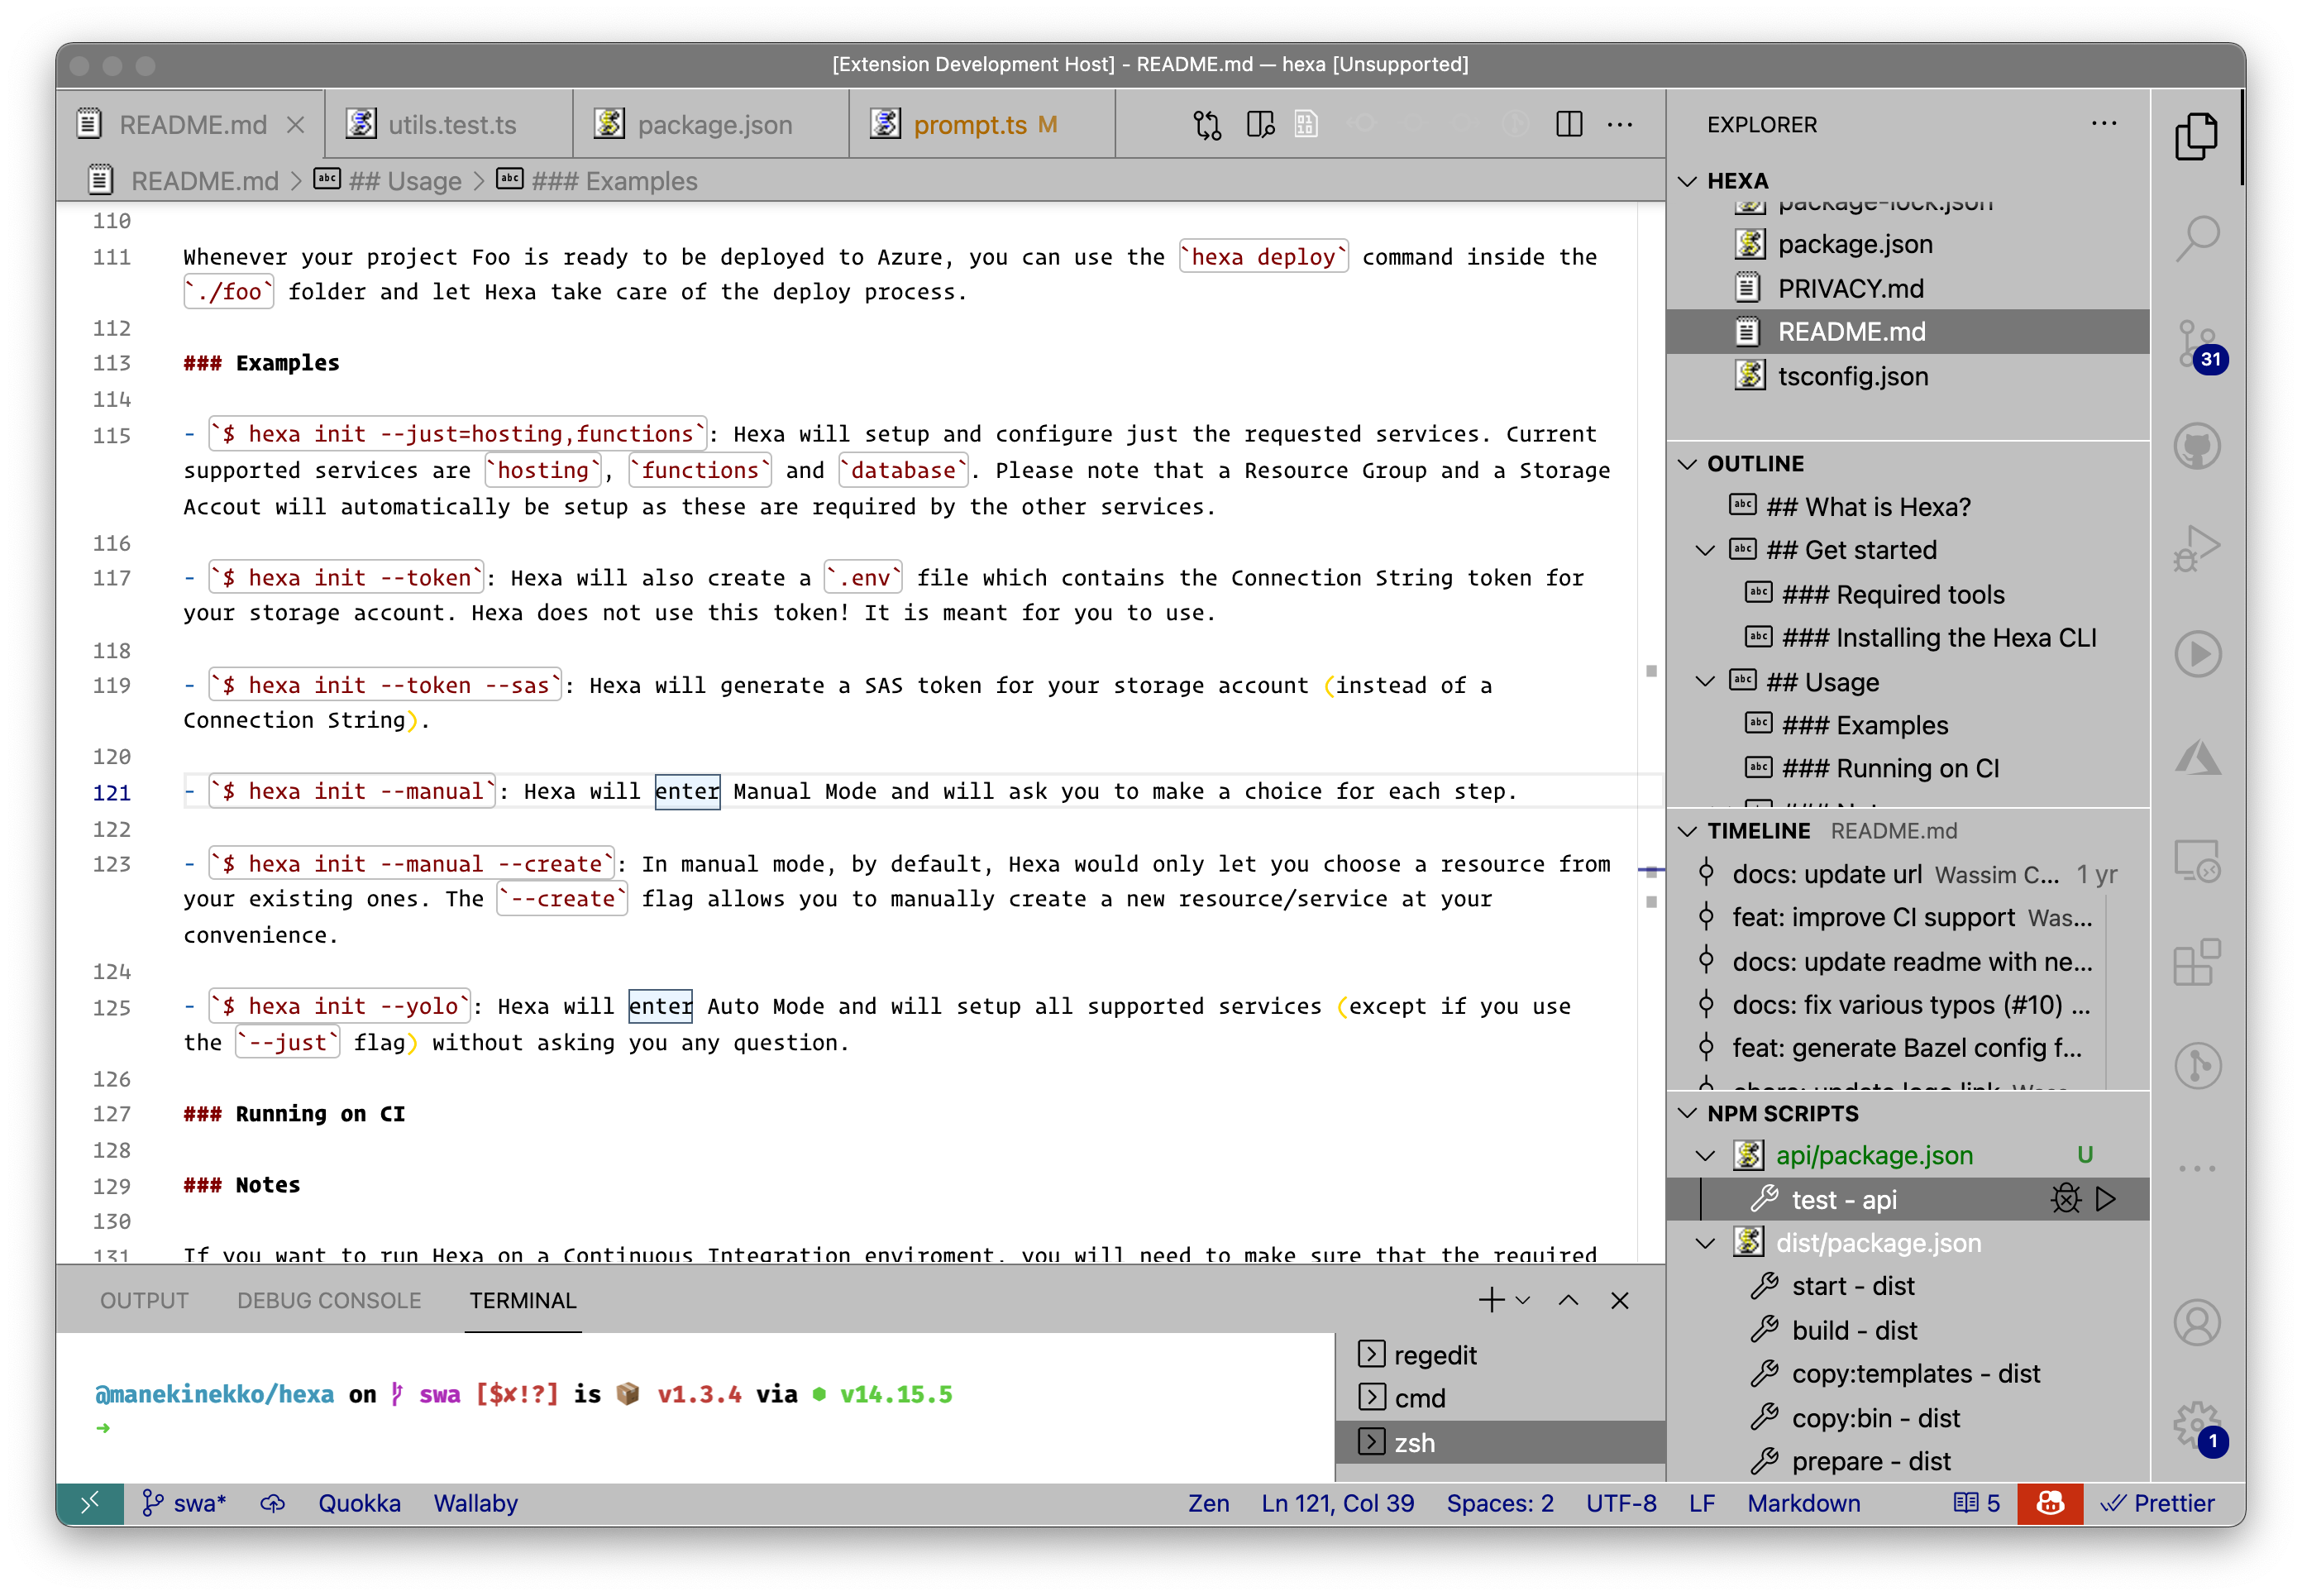 [Extension Development Host] - README.md — hexa [Unsupported]
README.md
utils.test.ts
package.json
prompt.ts M
README.md > ## Usage > ### Examples
110
111 Whenever your project Foo is ready to be deployed to Azure, you can use the `hexa deploy` command inside the
`./foo` folder and let Hexa take care of the deploy process.
112
113 ### Examples
114
115 - `$ hexa init --just=hosting,functions`: Hexa will setup and configure just the requested services. Current
supported services are `hosting`, `functions` and `database`. Please note that a Resource Group and a Storage
Accout will automatically be setup as these are required by the other services.
116
117 - `$ hexa init --token`: Hexa will also create a `.env` file which contains the Connection String token for
your storage account. Hexa does not use this token! It is meant for you to use.
118
119 - `$ hexa init --token --sas`: Hexa will generate a SAS token for your storage account (instead of a
Connection String).
120
121 - `$ hexa init --manual`: Hexa will enter Manual Mode and will ask you to make a choice for each step.
122
123 - `$ hexa init --manual --create`: In manual mode, by default, Hexa would only let you choose a resource from
your existing ones. The `--create` flag allows you to manually create a new resource/service at your
convenience.
124
125 - `$ hexa init --yolo`: Hexa will enter Auto Mode and will setup all supported services (except if you use
the `--just` flag) without asking you any question.
126
127 ### Running on CI
128
129 ### Notes
130
131 If you want to run Hexa on a Continuous Integration enviroment, you will need to make sure that the required
OUTPUT
DEBUG CONSOLE
TERMINAL
@manekinekko/hexa on swa [$✘!?] is 📦 v1.3.4 via ⬢ v14.15.5
➜
regedit
cmd
zsh
EXPLORER
HEXA
package-lock.json
package.json
PRIVACY.md
README.md
tsconfig.json
OUTLINE
## What is Hexa?
## Get started
### Required tools
### Installing the Hexa CLI
## Usage
### Examples
### Running on CI
TIMELINE README.md
docs: update url Wassim C... 1 yr
feat: improve CI support Was...
docs: update readme with ne...
docs: fix various typos (#10) ...
feat: generate Bazel config f...
chore: update logo link Wass...
NPM SCRIPTS
api/package.json U
test - api
dist/package.json
start - dist
build - dist
copy:templates - dist
copy:bin - dist
prepare - dist
31
1
swa*
Quokka
Wallaby
Zen
Ln 121, Col 39
Spaces: 2
UTF-8
LF
Markdown
5
Prettier